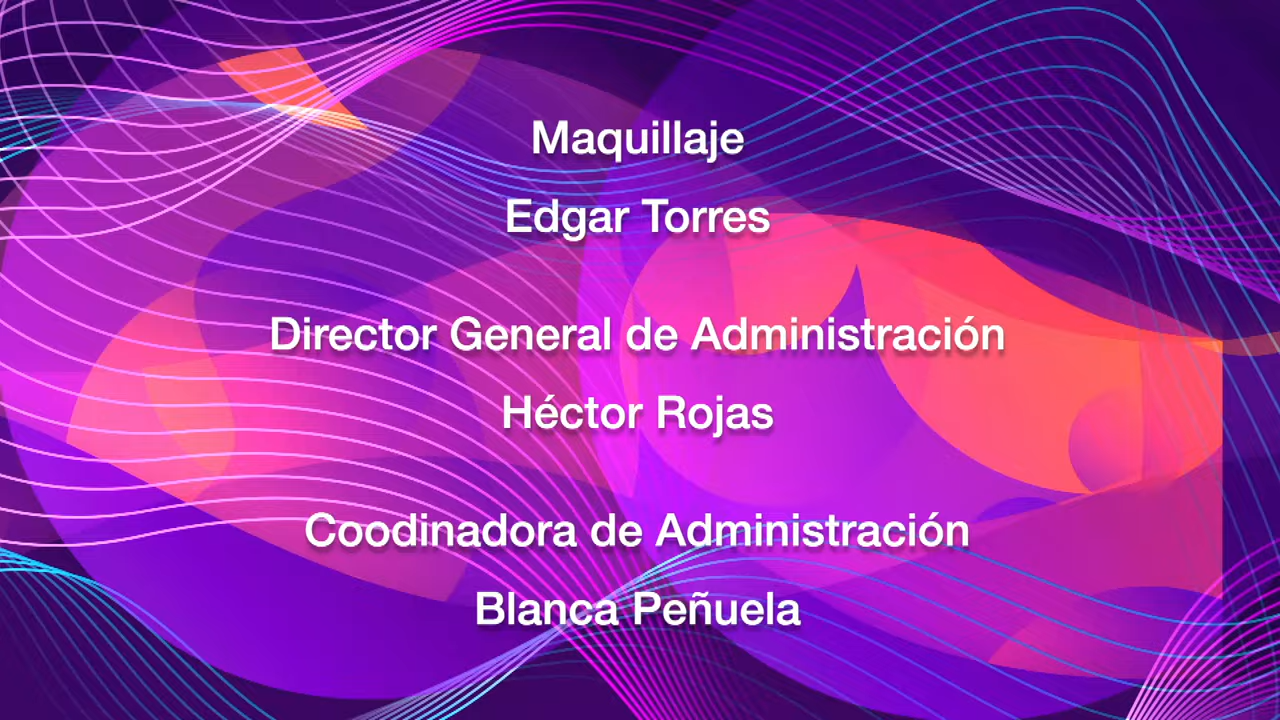 Maquillaje
Edgar Torres
Director General de Administración
Héctor Rojas
Coodinadora de Administración
Blanca Peñuela